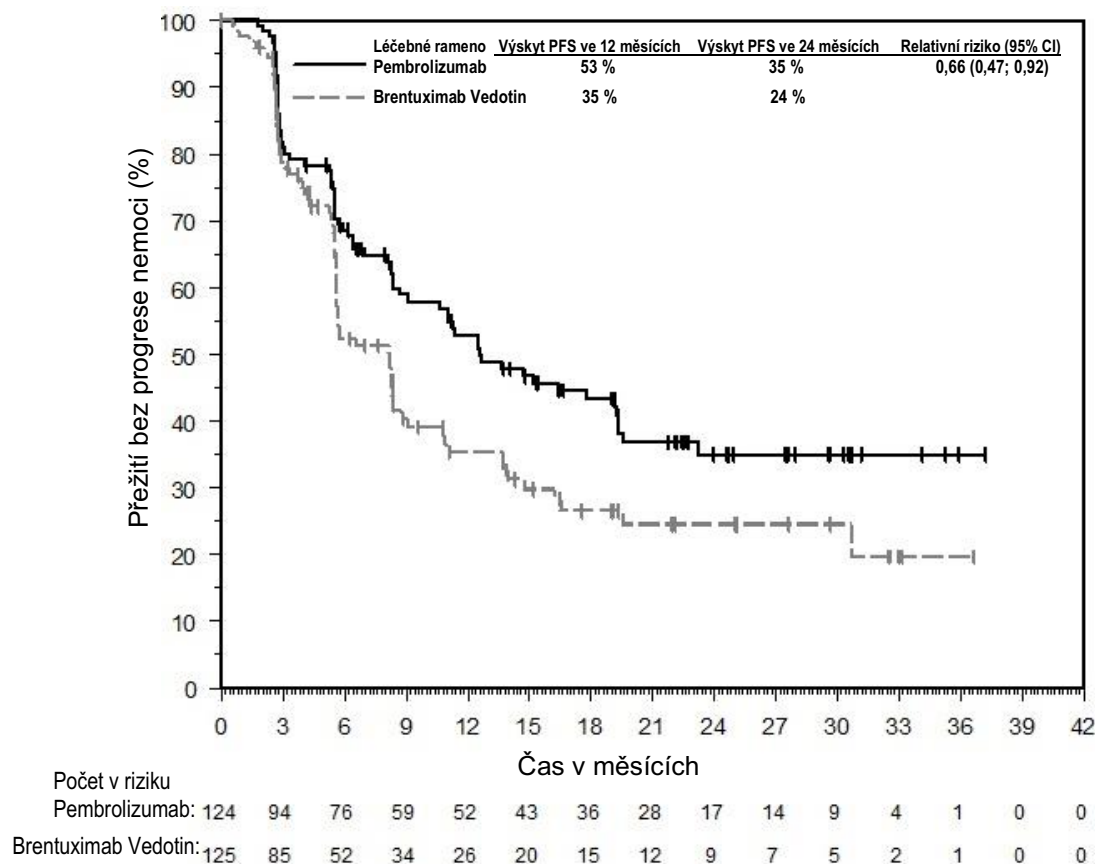 Léčebné rameno Výskyt PFS ve 12 měsících Výskyt PFS ve 24 měsících Relativní riziko (95% CI)
Pembrolizumab 53 % 35 % 0,66 (0,47; 0,92)
Brentuximab Vedotin 35 % 24 %
Přežití bez progrese nemoci (%)
100
90
80
70
60
50
40
30
20
10
0
0 3 6 9 12 15 18 21 24 27 30 33 36 39 42
Čas v měsících
Počet v riziku
Pembrolizumab: 124 94 76 59 52 43 36 28 17 14 9 4 1 0 0
Brentuximab Vedotin: 125 85 52 34 26 20 15 12 9 7 5 2 1 0 0